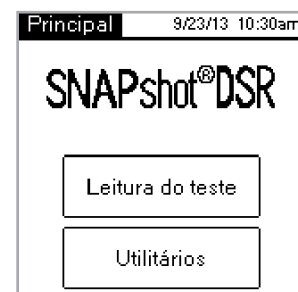 Principal 9/23/13 10:30am
SNAPshot®DSR
Leitura do teste
Utilitários